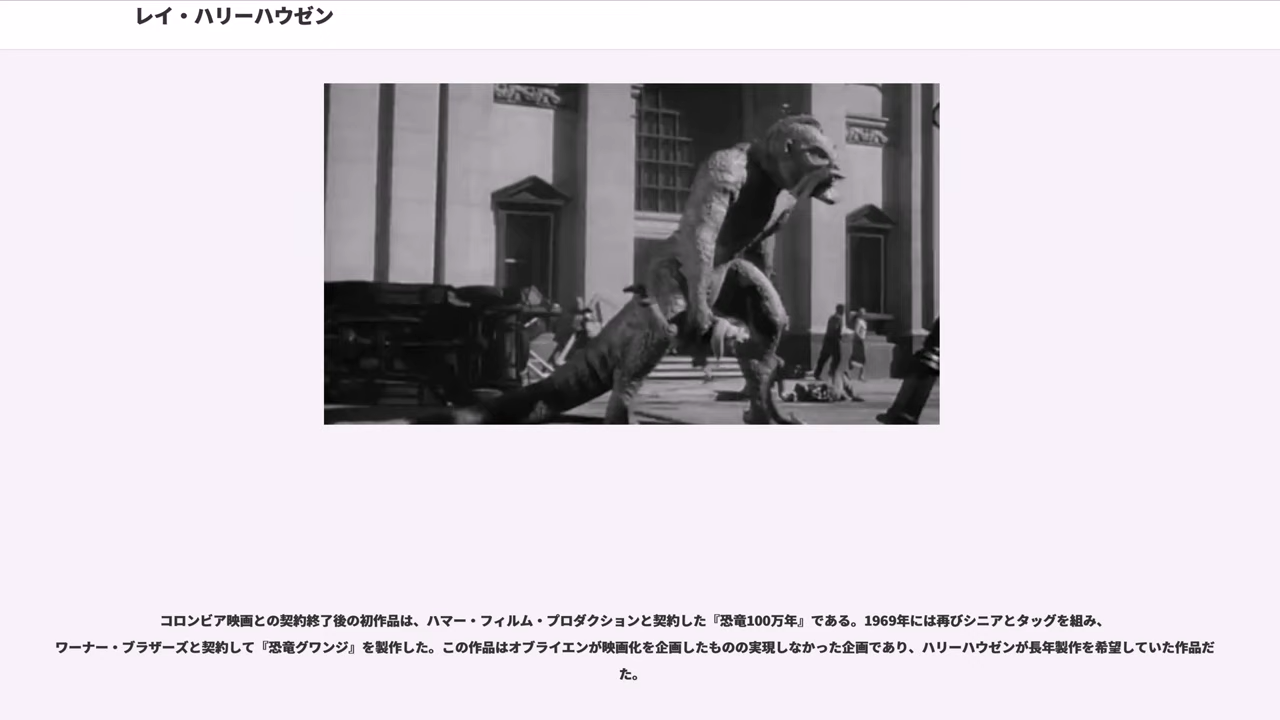 レイ・ハリーハウゼン
コロンビア映画との契約終了後の初作品は、ハマー・フィルム・プロダクションと契約した『恐竜100万年』である。1969年には再びシニアとタッグを組み、
ワーナー・ブラザーズと契約して『恐竜グワンジ』を製作した。この作品はオブライエンが映画化を企画したものの実現しなかった企画であり、ハリーハウゼンが長年製作を希望していた作品だ
た。